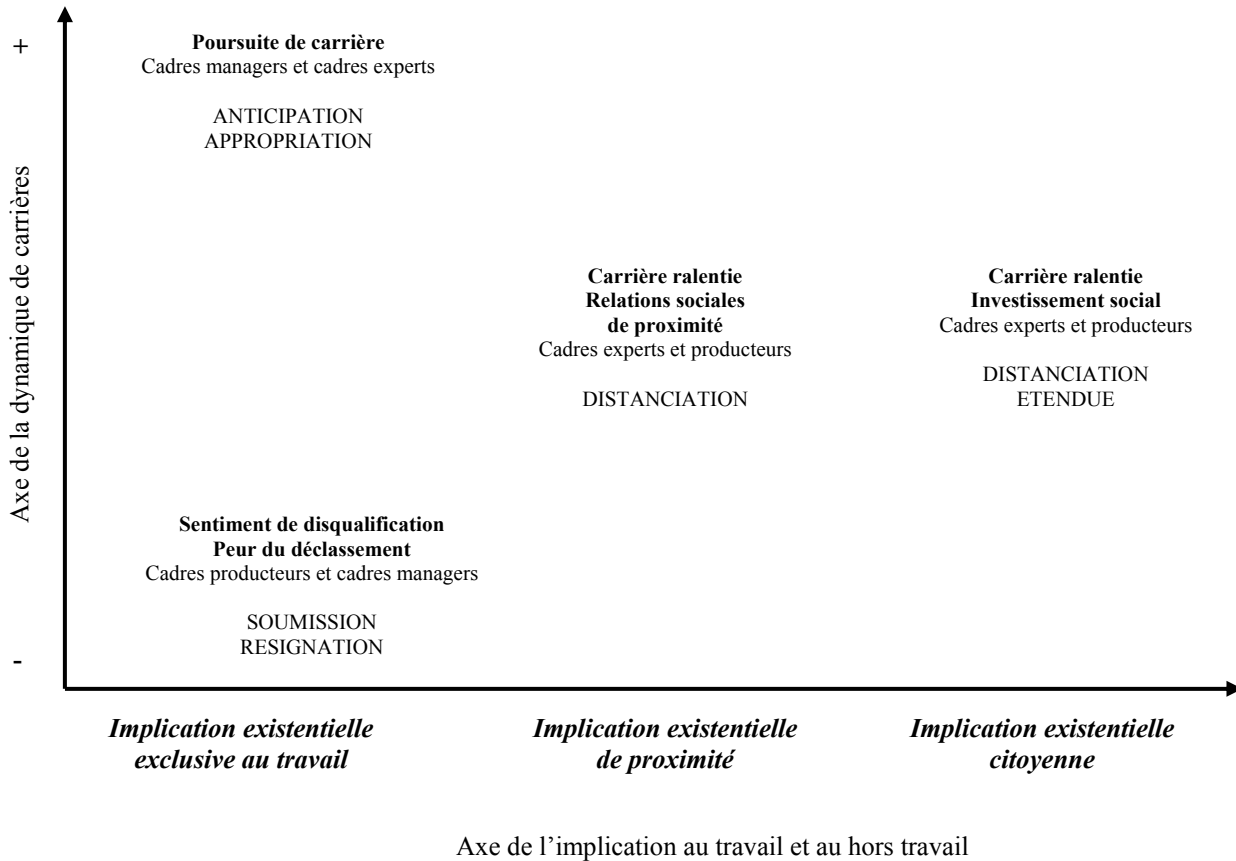 +
Poursuite de carrière
Cadres managers et cadres experts
ANTICIPATION
APPROPRIATION
Axe de la dynamique de carrières
Carrière ralentie
Relations sociales
de proximité
Cadres experts et producteurs
DISTANCIATION
Carrière ralentie
Investissement social
Cadres experts et producteurs
DISTANCIATION
ETENDUE
Sentiment de disqualification
Peur du déclassement
Cadres producteurs et cadres managers
SOUMISSION
RESIGNATION
-
Implication existentielle
exclusive au travail
Implication existentielle
de proximité
Implication existentielle
citoyenne
Axe de l’implication au travail et au hors travail